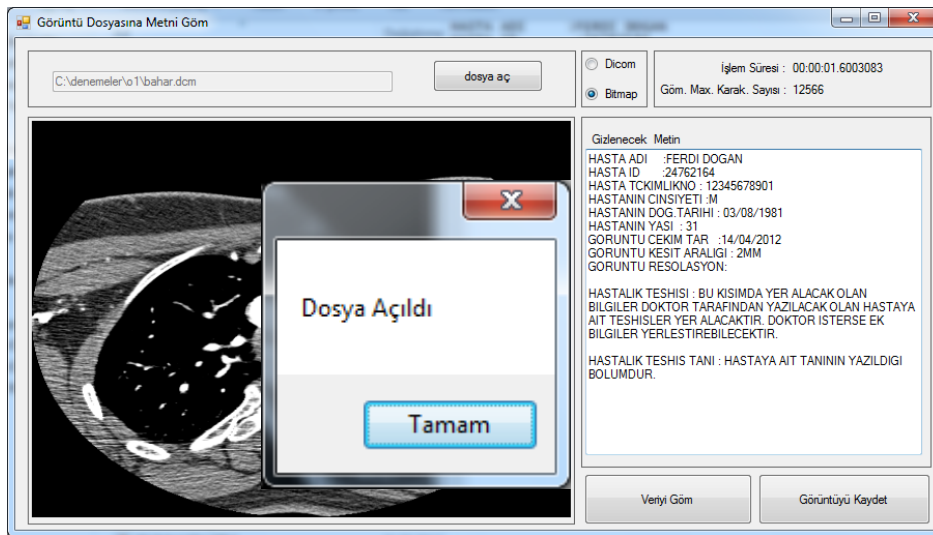 Görüntü Dosyasına Metni Göm
C:\denemeler\o1\bahar.dcm
dosya aç
Dicom
Bitmap
İşlem Süresi : 00:00:01.6003083
Göm. Max. Karak. Sayısı : 12566
Gizlenecek Metin
HASTA ADI :FERDI DOGAN
HASTA ID :24762164
HASTA TCKIMLIKNO : 12345678901
HASTANIN CINSIYETI :M
HASTANIN DOG.TARIHI : 03/08/1981
HASTANIN YASI : 31
GORUNTU CEKIM TAR :14/04/2012
GORUNTU KESIT ARALIGI : 2MM
GORUNTU RESOLASYON:
HASTALIK TESHISI : BU KISIMDA YER ALACAK OLAN
BILGILER DOKTOR TARAFINDAN YAZILACAK OLAN HASTAYA
AIT TESHISLER YER ALACAKTIR. DOKTOR ISTERSE EK
BILGILER YERLESTIREBILECEKTIR.
HASTALIK TESHIS TANI : HASTAYA AIT TANININ YAZILDIGI
BOLUMDUR.
Dosya Açıldı
Tamam
Veriyi Göm
Görüntüyü Kaydet